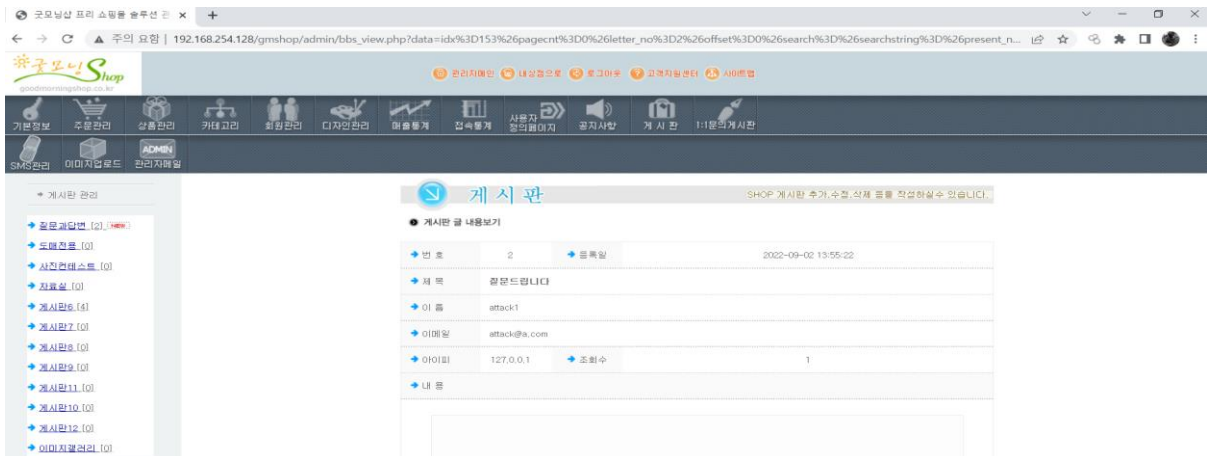 굿모닝샵 프리 쇼핑몰 솔루션 관
주의 요함 | 192.168.254.128/gmshop/admin/bbs_view.php?data=idx%3D153%26pagecnt%3D0%26letter_no%3D2%26offset%3D0%26search%3D%26searchstring%3D%26present_n...
굿모닝 Shop
goodmorningshop.co.kr
관리자메인 내상점으로 로그아웃 고객지원센터 사이트맵
기본정보 주문관리 상품관리 카테고리 회원관리 디자인관리 매출통계 접속통계 사용자 정의페이지 공지사항 게 시 판 1:1문의게시판
ADMIN
SMS관리 이미지업로드 관리자메일
게시판 관리
게 시 판
SHOP 게시판 추가,수정,삭제 등를 작성하실수 있습니다.
게시판 글 내용보기
질문과답변 [2]
도매전용 [0]
사진컨테스트 [0]
자료실 [0]
게시판6 [4]
게시판7 [0]
게시판8 [0]
게시판9 [0]
게시판11 [0]
게시판10 [0]
게시판12 [0]
이미지갤러리 [0]
번 호 2 등록일 2022-09-02 13:55:22
제 목 질문드립니다
이 름 attack1
이메일 attack@a.com
아이피 127.0.0.1 조회수 1
내 용